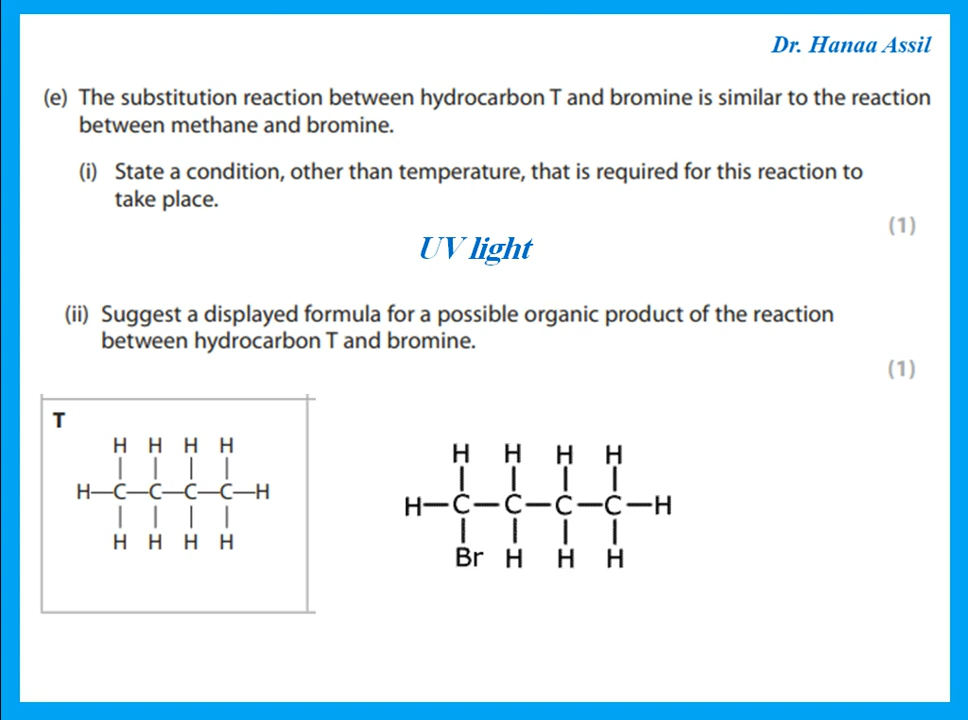 Dr. Hanaa Assil
(e) The substitution reaction between hydrocarbon T and bromine is similar to the reaction
between methane and bromine.
(i) State a condition, other than temperature, that is required for this reaction to
take place.
(1)
UV light
(ii) Suggest a displayed formula for a possible organic product of the reaction
between hydrocarbon T and bromine.
(1)
T
H H H H
H—C—C—C—C—H
H H H H
H H H H
H—C—C—C—C—H
Br H H H